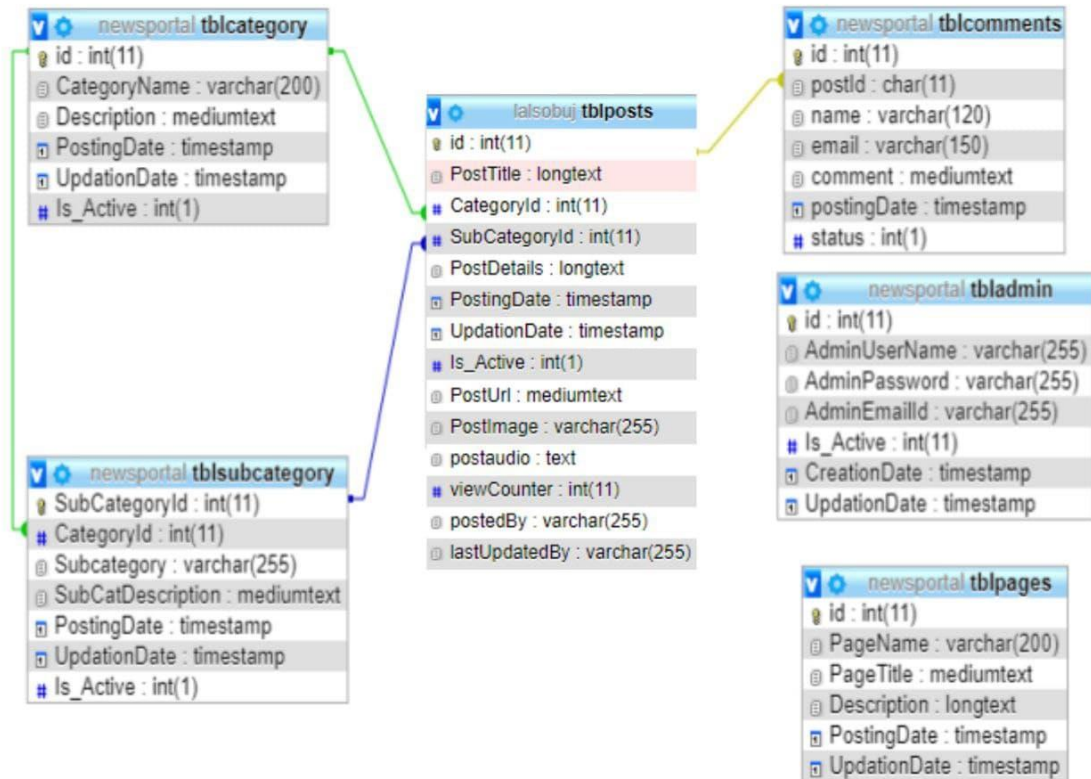 newsportal tblcategory
id : int(11)
CategoryName : varchar(200)
Description : mediumtext
PostingDate : timestamp
UpdationDate : timestamp
Is_Active : int(1)
newsportal tblsubcategory
SubCategoryId : int(11)
CategoryId : int(11)
Subcategory : varchar(255)
SubCatDescription : mediumtext
PostingDate : timestamp
UpdationDate : timestamp
Is_Active : int(1)
lalsobuj tblposts
id : int(11)
PostTitle : longtext
CategoryId : int(11)
SubCategoryId : int(11)
PostDetails : longtext
PostingDate : timestamp
UpdationDate : timestamp
Is_Active : int(1)
PostUrl : mediumtext
PostImage : varchar(255)
postaudio : text
viewCounter : int(11)
postedBy : varchar(255)
lastUpdatedBy : varchar(255)
newsportal tblcomments
id : int(11)
postId : char(11)
name : varchar(120)
email : varchar(150)
comment : mediumtext
postingDate : timestamp
status : int(1)
newsportal tbladmin
id : int(11)
AdminUserName : varchar(255)
AdminPassword : varchar(255)
AdminEmailId : varchar(255)
Is_Active : int(11)
CreationDate : timestamp
UpdationDate : timestamp
newsportal tblpages
id : int(11)
PageName : varchar(200)
PageTitle : mediumtext
Description : longtext
PostingDate : timestamp
UpdationDate : timestamp